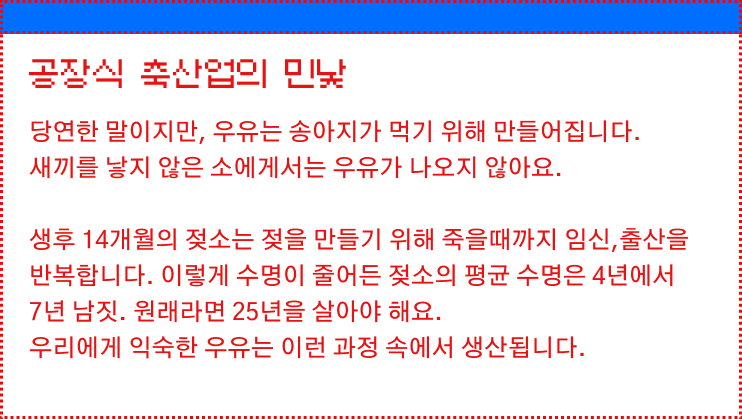 공장식 축산업의 민낯
당연한 말이지만, 우유는 송아지가 먹기 위해 만들어집니다.
새끼를 낳지 않은 소에게서는 우유가 나오지 않아요.
생후 14개월의 젖소는 젖을 만들기 위해 죽을때까지 임신,출산을
반복합니다. 이렇게 수명이 줄어든 젖소의 평균 수명은 4년에서
7년 남짓. 원래라면 25년을 살아야 해요.
우리에게 익숙한 우유는 이런 과정 속에서 생산됩니다.